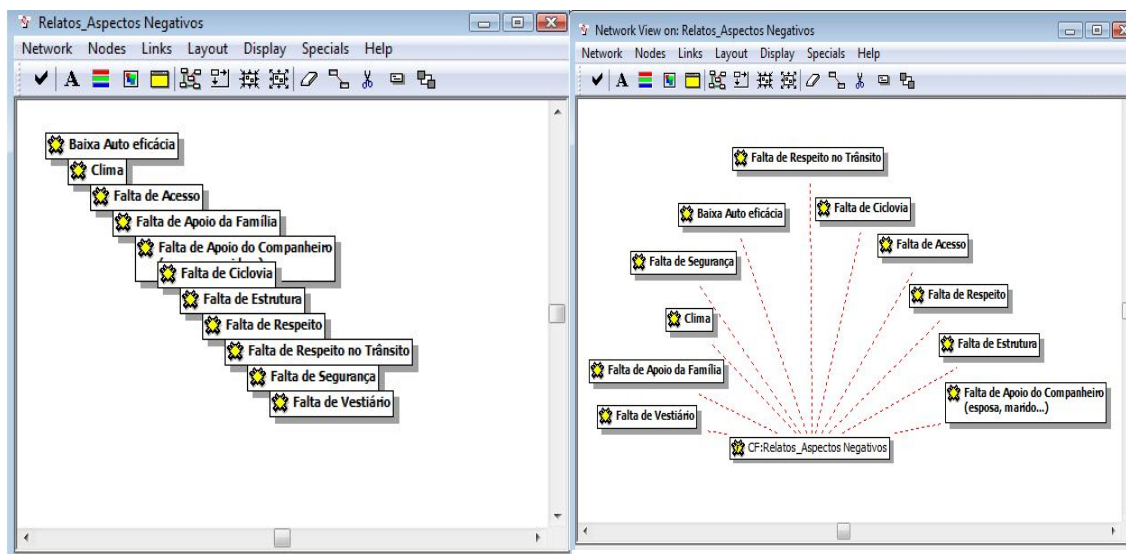 Relatos_Aspectos Negativos
Network Nodes Links Layout Display Specials Help
A
Baixa Auto eficácia
Clima
Falta de Acesso
Falta de Apoio da Família
Falta de Apoio do Companheiro
Falta de Ciclovia
Falta de Estrutura
Falta de Respeito
Falta de Respeito no Trânsito
Falta de Segurança
Falta de Vestiário
Network View on: Relatos_Aspectos Negativos
Network Nodes Links Layout Display Specials Help
A
Falta de Respeito no Trânsito
Baixa Auto eficácia
Falta de Ciclovia
Falta de Acesso
Falta de Segurança
Falta de Respeito
Clima
Falta de Estrutura
Falta de Apoio da Família
Falta de Apoio do Companheiro
(esposa, marido...)
Falta de Vestiário
CF:Relatos_Aspectos Negativos